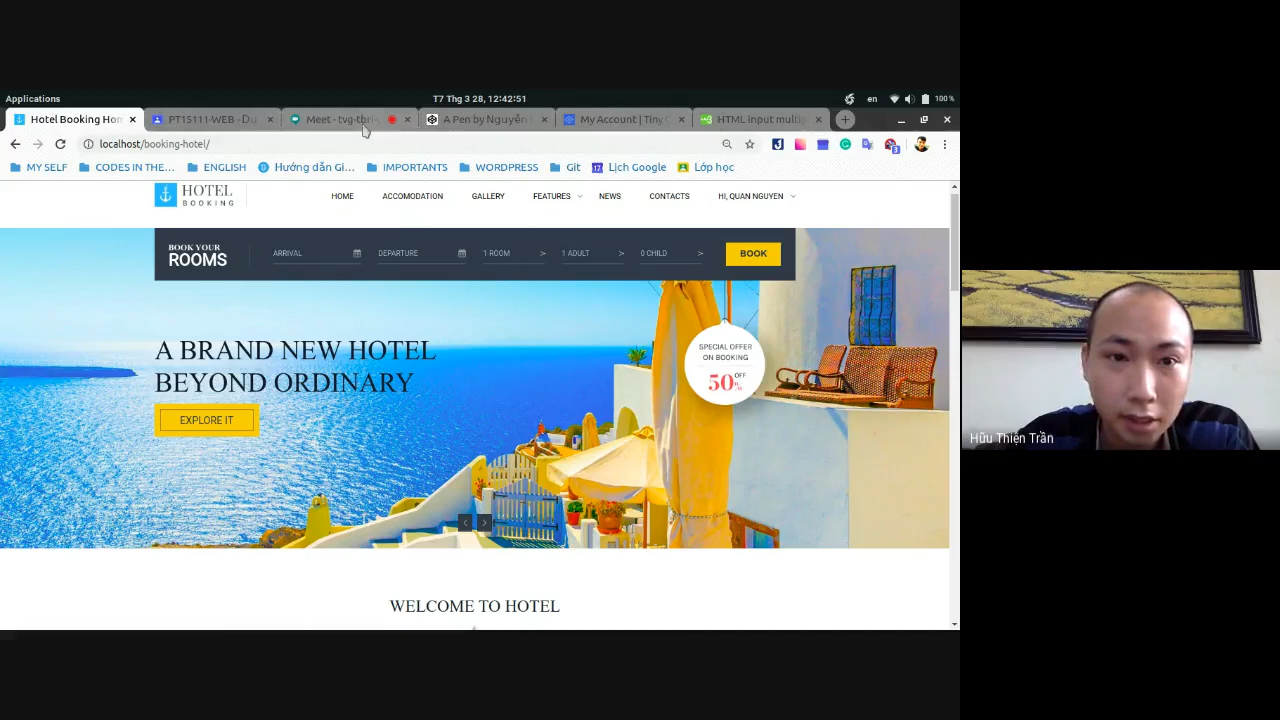 Applications
T7 Thg 3 28, 12:42:51
en
100%
Hotel Booking Hom
PT15111-WEB - Du
Meet - tvg-tbri-
A Pen by Nguyễn
My Account | Tiny C
HTML input multip
localhost/booking-hotel/
MY SELF
CODES IN THE...
ENGLISH
Hướng dẫn Gi...
IMPORTANTS
WORDPRESS
Git
Lịch Google
Lớp học
HOTEL
BOOKING
HOME
ACCOMODATION
GALLERY
FEATURES
NEWS
CONTACTS
HI, QUAN NGUYEN
BOOK YOUR
ROOMS
ARRIVAL
DEPARTURE
1 ROOM
1 ADULT
0 CHILD
BOOK
A BRAND NEW HOTEL
BEYOND ORDINARY
EXPLORE IT
SPECIAL OFFER
ON BOOKING
50% OFF
WELCOME TO HOTEL
Hữu Thiện Trần